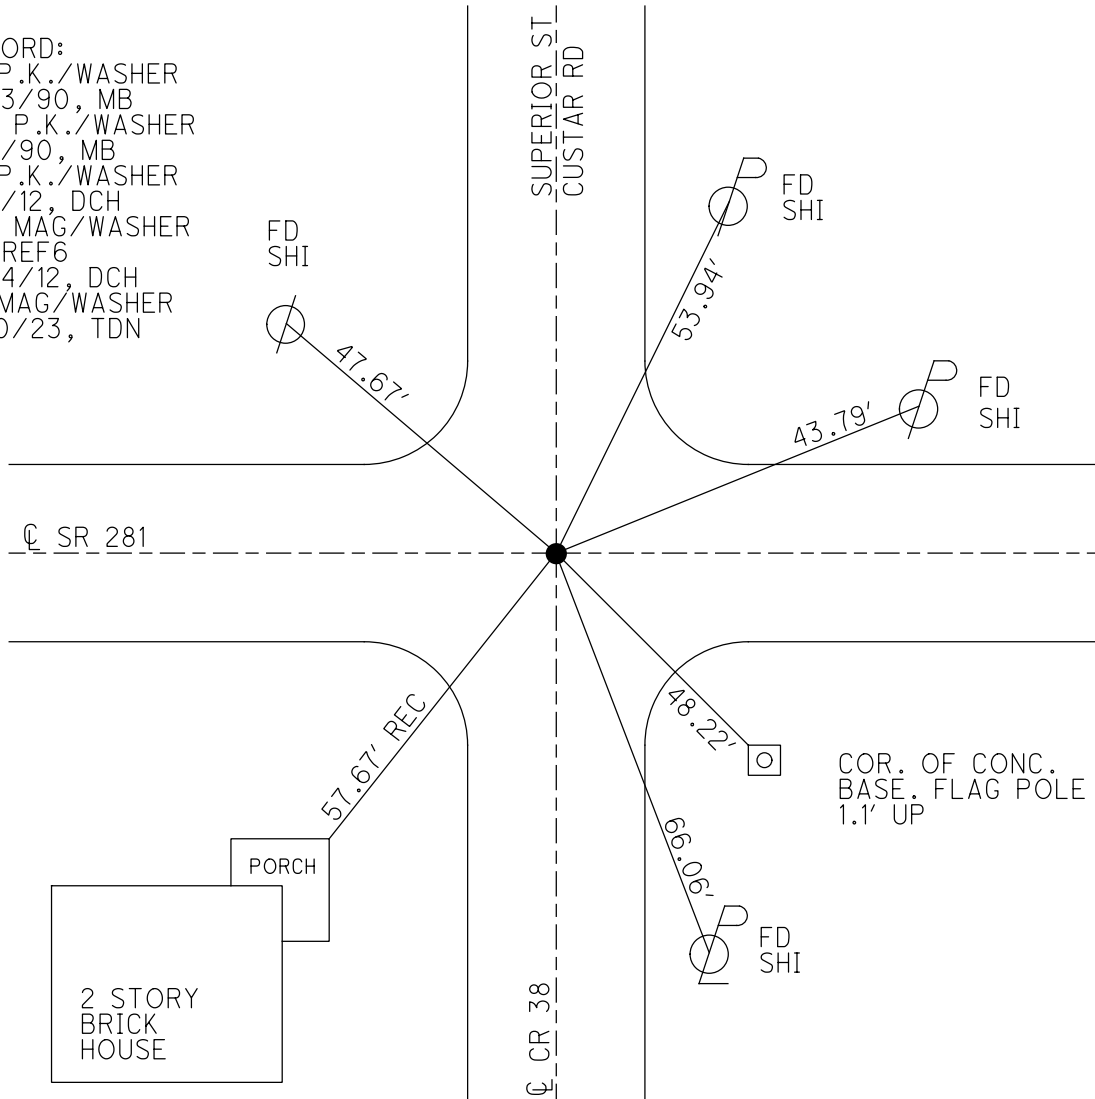 ORD:
P.K./WASHER
3/90, MB
P.K./WASHER
/90, MB
P.K./WASHER
/12, DCH
MAG/WASHER
REF6
4/12, DCH
MAG/WASHER
0/23, TDN
SUPERIOR ST
CUSTAR RD
FD
SHI
FD
SHI
53.94'
47.67'
FD
SHI
43.79'
℄ SR 281
48.22'
57.67' REC
COR. OF CONC.
BASE. FLAG POLE
1.1' UP
66.06'
PORCH
FD
SHI
2 STORY
BRICK
HOUSE
℄ CR 38